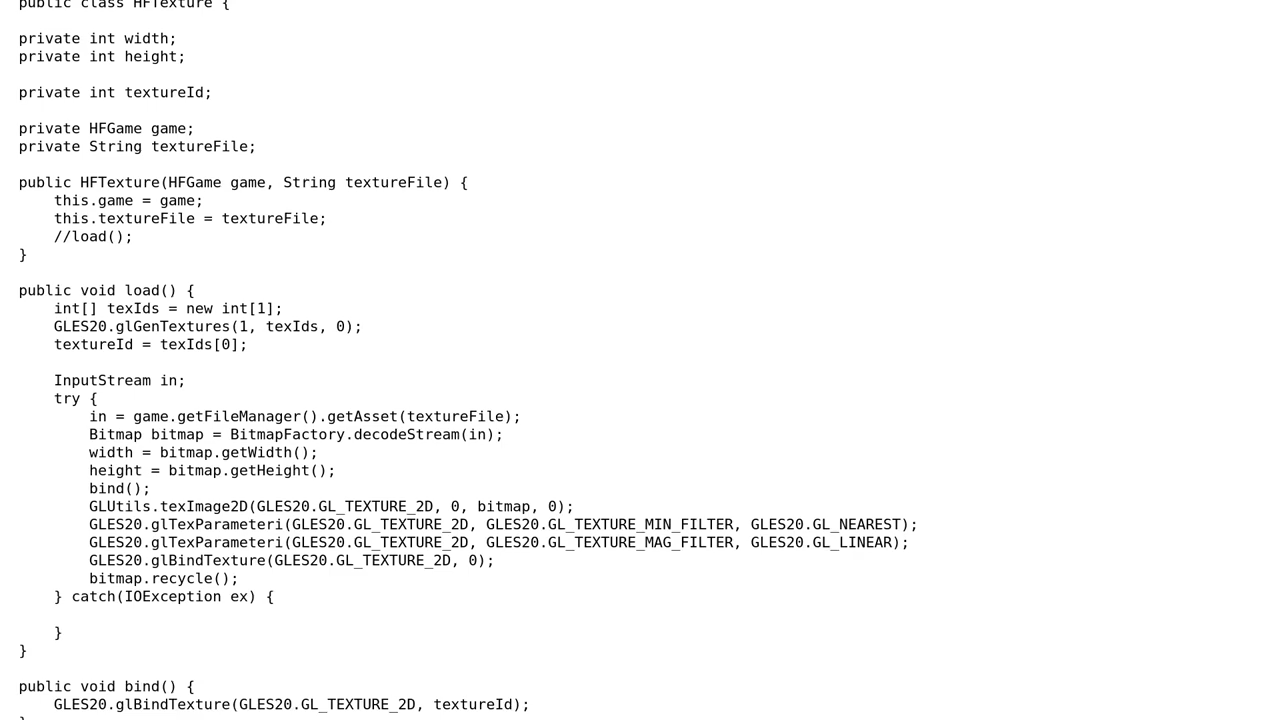 public class HFTexture {
private int width;
private int height;
private int textureId;
private HFGame game;
private String textureFile;
public HFTexture(HFGame game, String textureFile) {
    this.game = game;
    this.textureFile = textureFile;
    //load();
}
public void load() {
    int[] texIds = new int[1];
    GLES20.glGenTextures(1, texIds, 0);
    textureId = texIds[0];
    InputStream in;
    try {
        in = game.getFileManager().getAsset(textureFile);
        Bitmap bitmap = BitmapFactory.decodeStream(in);
        width = bitmap.getWidth();
        height = bitmap.getHeight();
        bind();
        GLUtils.texImage2D(GLES20.GL_TEXTURE_2D, 0, bitmap, 0);
        GLES20.glTexParameteri(GLES20.GL_TEXTURE_2D, GLES20.GL_TEXTURE_MIN_FILTER, GLES20.GL_NEAREST);
        GLES20.glTexParameteri(GLES20.GL_TEXTURE_2D, GLES20.GL_TEXTURE_MAG_FILTER, GLES20.GL_LINEAR);
        GLES20.glBindTexture(GLES20.GL_TEXTURE_2D, 0);
        bitmap.recycle();
    } catch(IOException ex) {
    }
}
public void bind() {
    GLES20.glBindTexture(GLES20.GL_TEXTURE_2D, textureId);
}